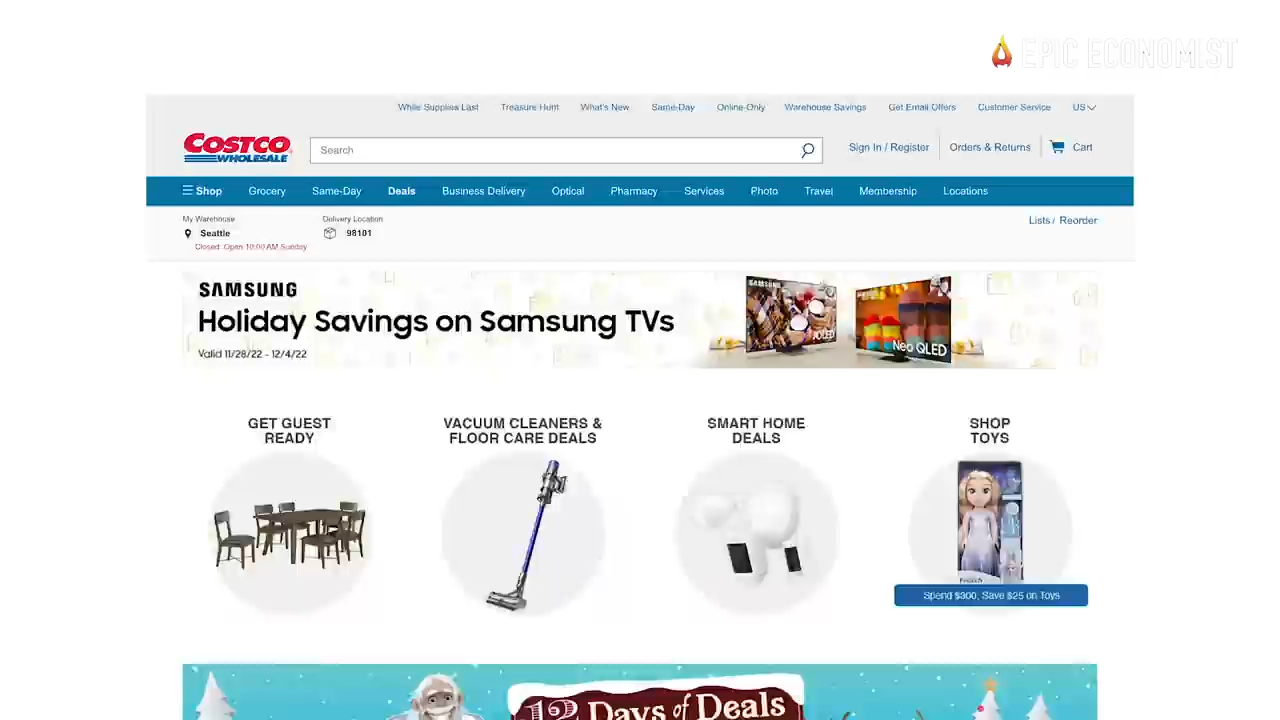 EPIC ECONOMIST
While Supplies Last Treasure Hunt What's New Same-Day Online-Only Warehouse Savings Get Email Offers Customer Service US
COSTCO WHOLESALE
Search
Sign In / Register Orders & Returns Cart
Shop Grocery Same-Day Deals Business Delivery Optical Pharmacy Services Photo Travel Membership Locations
My Warehouse Delivery Location
Seattle 98101
Closed. Open 10:00 AM Sunday
Lists / Reorder
SAMSUNG
Holiday Savings on Samsung TVs
Valid 11/28/22 - 12/4/22
SAMSUNG
OLED
Neo QLED
GET GUEST
READY
VACUUM CLEANERS &
FLOOR CARE DEALS
SMART HOME
DEALS
SHOP
TOYS
Spend $300, Save $25 on Toys
12 Days of Deals